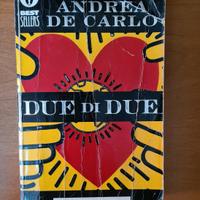 BEST
SELLERS
ANDREA
DE CARLO
DUE DI DUE